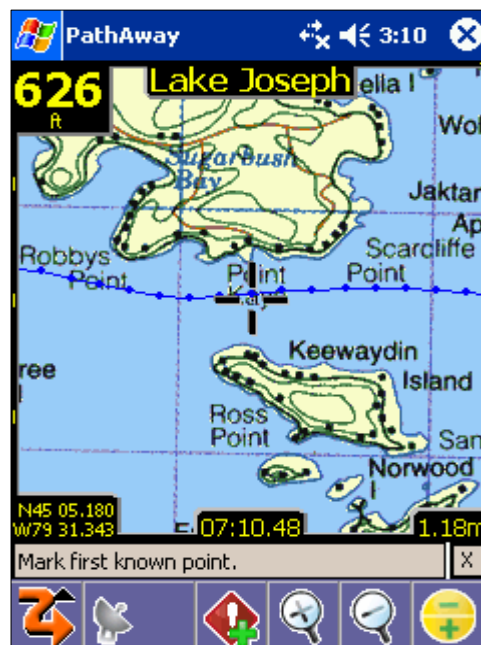 PathAway 3:10
626
ft
Lake Joseph
ella I
Wol
Sugarbush
Bay
Jaktar
Ap
Robbys
Point
Point
Scarcliffe
Point
ree
I
Keewaydin
Island
Ross
Point
San
Norwood
I
N45 05.180
W79 31.343
07:10.48
1.18m
Mark first known point.
X